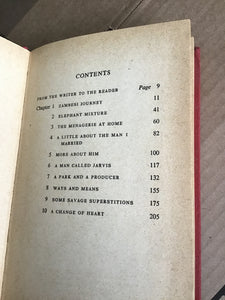 CONTENTS
FROM THE WRITER TO THE READER Page 9
Chapter 1 ZAMBESI JOURNEY 11
2 ELEPHANT MIXTURE 41
3 THE MENAGERIE AT HOME 60
4 A LITTLE ABOUT THE MAN I
MARRIED 82
5 MORE ABOUT HIM 100
6 A MAN CALLED JARVIS 117
7 A PARK AND A PRODUCER 132
8 WAYS AND MEANS 155
9 SOME SAVAGE SUPERSTITIONS 175
10 A CHANGE OF HEART 205